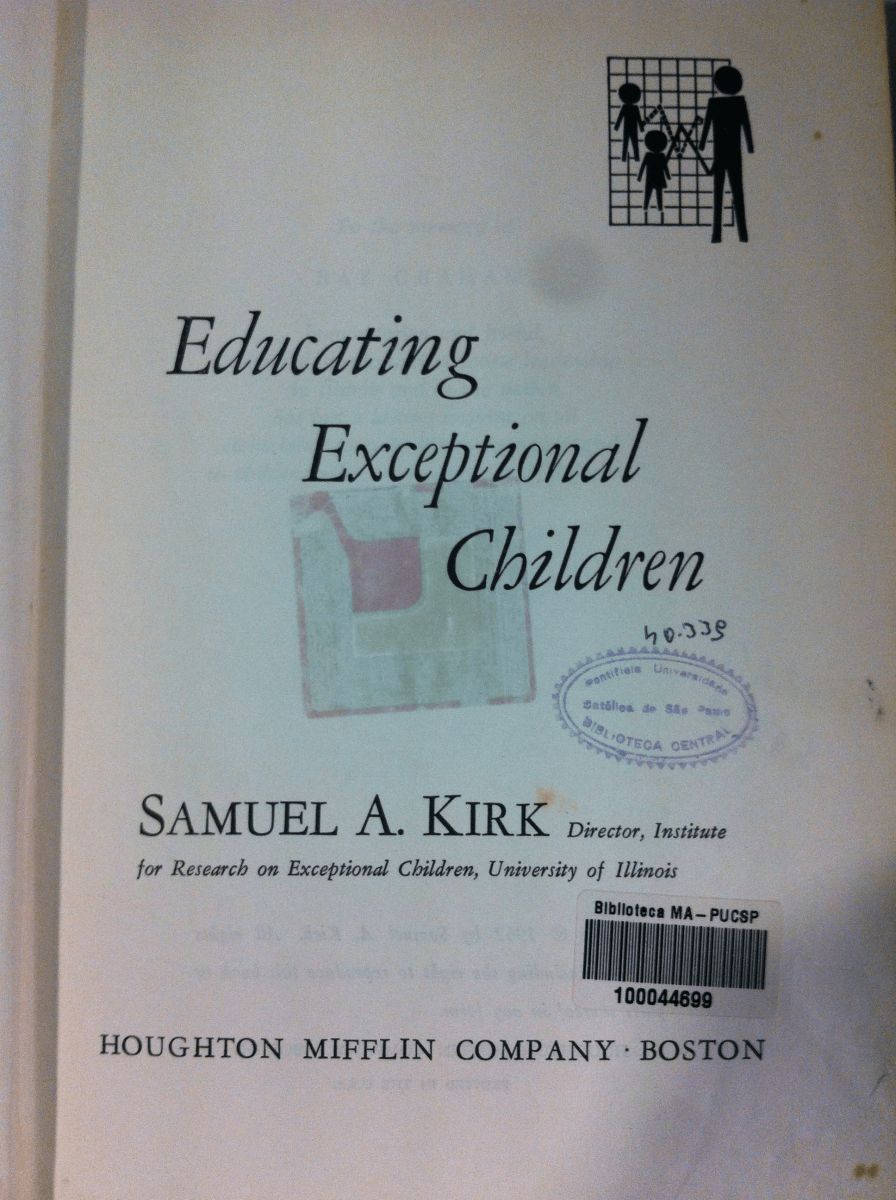 Educating
Exceptional
Children
40.339
Pontifícia Universidade
Católica de São Paulo
BIBLIOTECA CENTRAL
SAMUEL A. KIRK Director, Institute
for Research on Exceptional Children, University of Illinois
Biblioteca MA-PUCSP
100044699
HOUGHTON MIFFLIN COMPANY · BOSTON